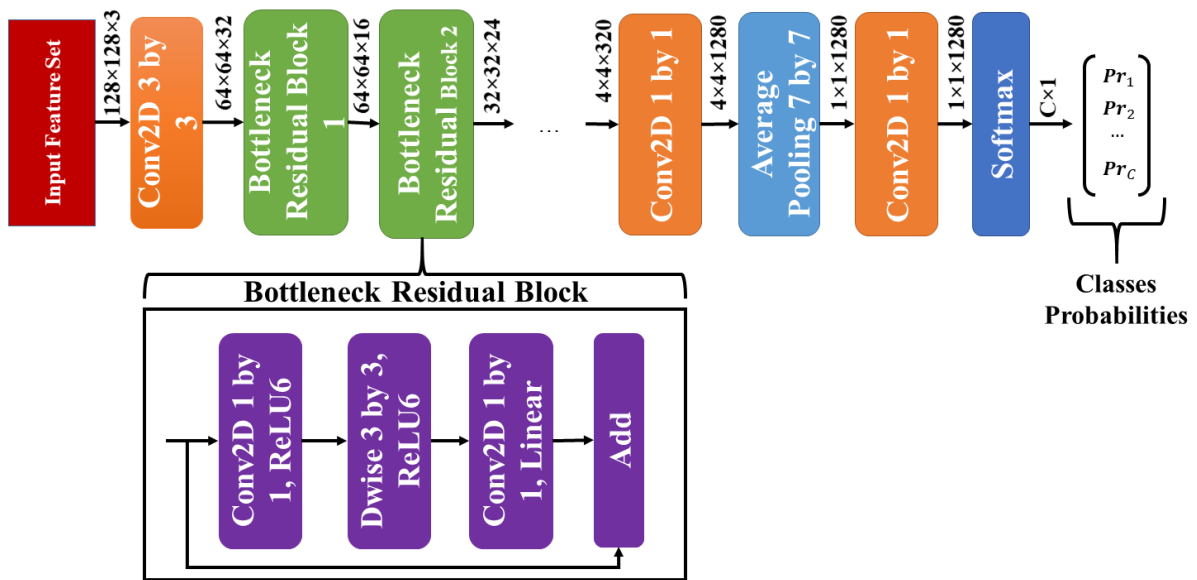 Input Feature Set
128×128×3
Conv2D 3 by
3
64×64×32
Bottleneck
Residual Block
1
64×64×16
Bottleneck
Residual Block 2
32×32×24
...
4×4×320
Conv2D 1 by 1
4×4×1280
Average
Pooling 7 by 7
1×1×1280
Conv2D 1 by 1
1×1×1280
Softmax
C×1
Pr₁
Pr₂
...
Pr_C
Classes
Probabilities
Bottleneck Residual Block
Conv2D 1 by
1, ReLU6
Dwise 3 by 3,
ReLU6
Conv2D 1 by
1, Linear
Add